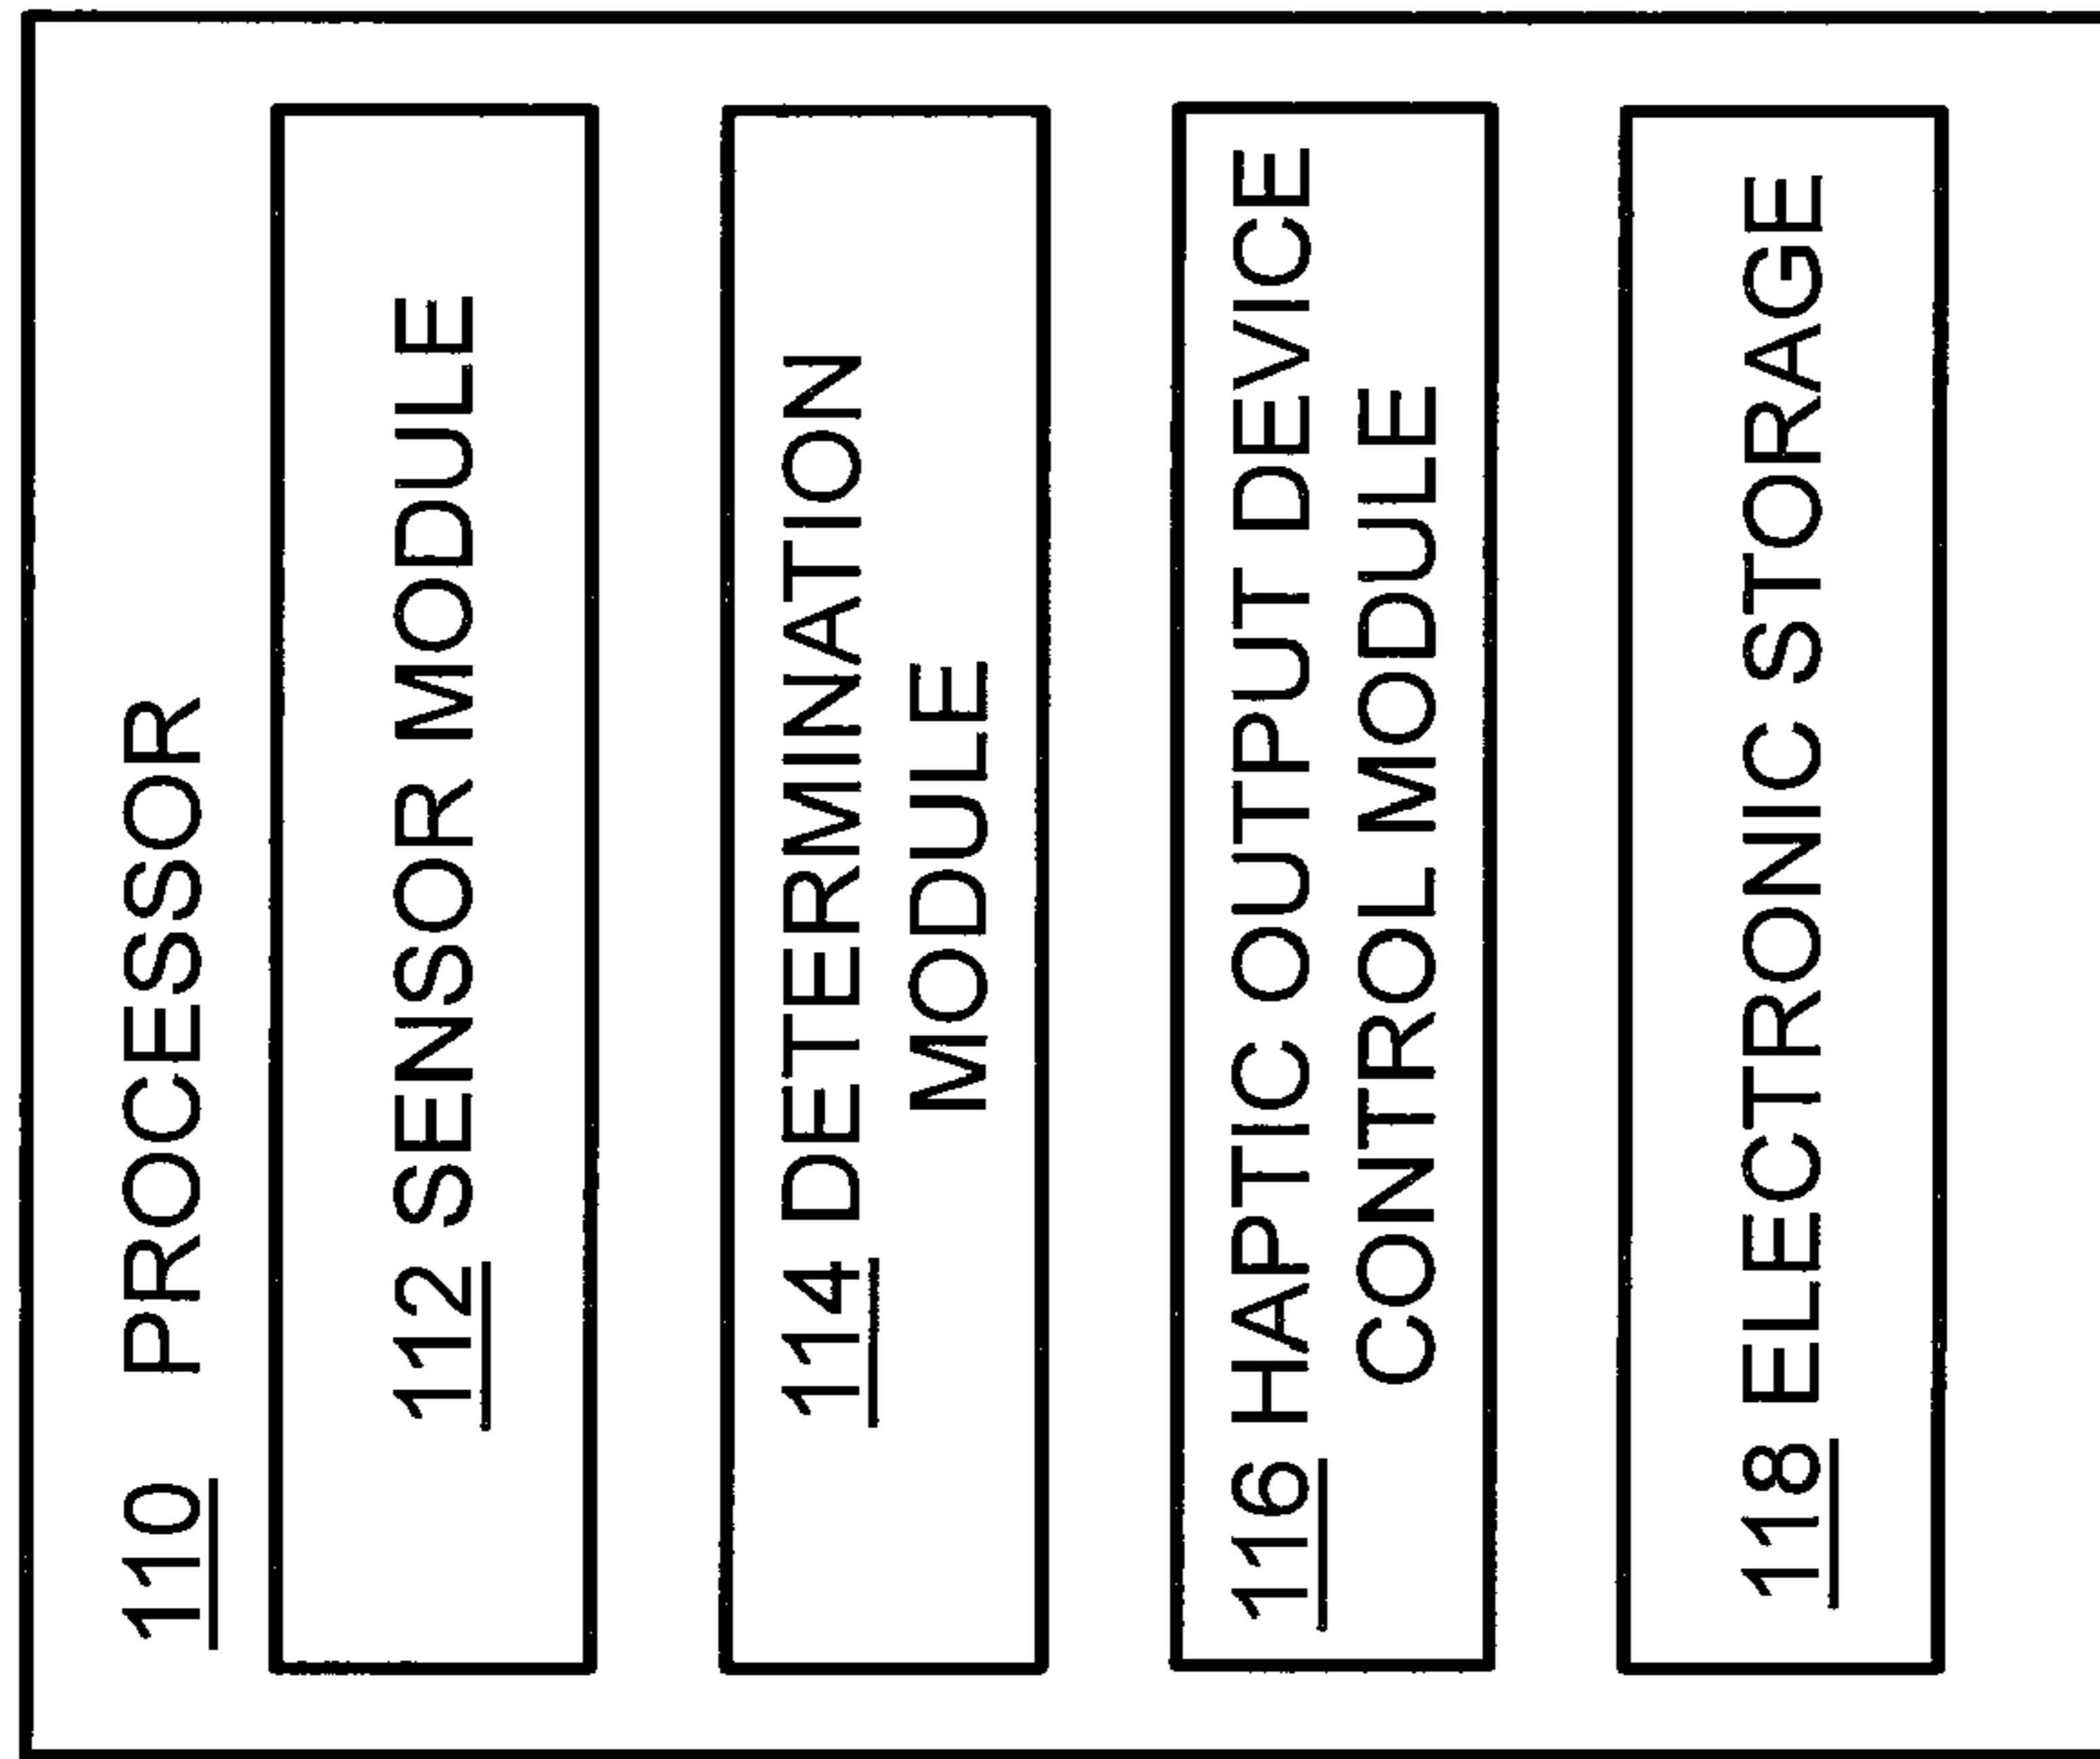 110 PROCESSOR
112 SENSOR MODULE
114 DETERMINATION
MODULE
116 HAPTIC OUTPUT DEVICE
CONTROL MODULE
118 ELECTRONIC STORAGE